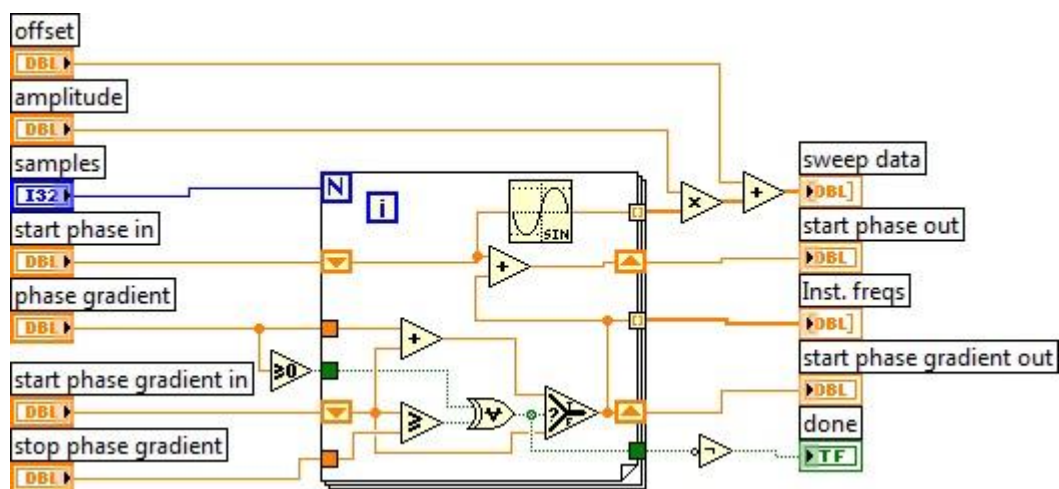 offset
DBL
amplitude
DBL
samples
I32
start phase in
DBL
phase gradient
DBL
start phase gradient in
DBL
stop phase gradient
DBL
N
i
SIN
+
+
≥0
≥
V
?
T
F
x
+
¬
sweep data
DBL]
start phase out
DBL
Inst. freqs
DBL]
start phase gradient out
DBL
done
TF